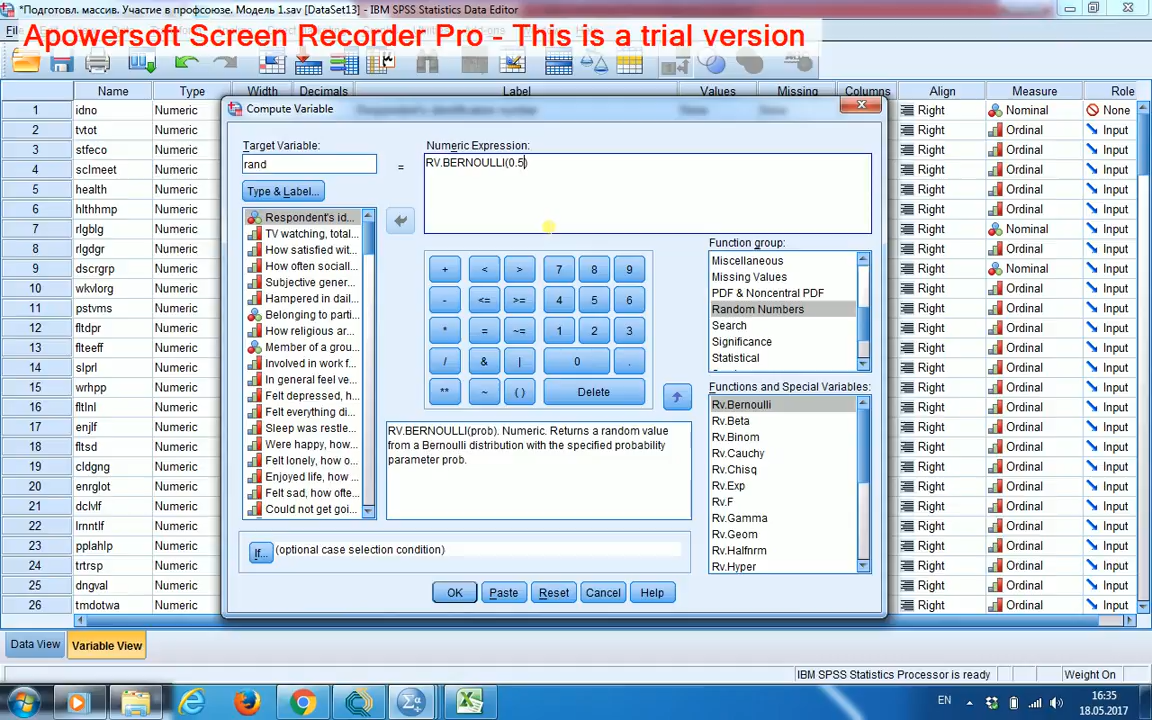 *Подготовл. массив. Участие в профсоюзе. Модель 1.sav [DataSet13] - IBM SPSS Statistics Data Editor
Apowersoft Screen Recorder Pro - This is a trial version
Name Type Width Decimals Label Values Missing Columns Align Measure Role
1 idno Numeric Right Nominal None
2 tvtot Numeric Right Ordinal Input
3 stfeco Numeric Right Ordinal Input
4 sclmeet Numeric Right Ordinal Input
5 health Numeric Right Ordinal Input
6 hlthhmp Numeric Right Ordinal Input
7 rlgblg Numeric Right Nominal Input
8 rlgdgr Numeric Right Ordinal Input
9 dscrgrp Numeric Right Nominal Input
10 wkvlorg Numeric Right Ordinal Input
11 pstvms Numeric Right Ordinal Input
12 fltdpr Numeric Right Ordinal Input
13 flteeff Numeric Right Ordinal Input
14 slprl Numeric Right Ordinal Input
15 wrhpp Numeric Right Ordinal Input
16 fltlnl Numeric Right Ordinal Input
17 enjlf Numeric Right Ordinal Input
18 fltsd Numeric Right Ordinal Input
19 cldgng Numeric Right Ordinal Input
20 enrglot Numeric Right Ordinal Input
21 dclvlf Numeric Right Ordinal Input
22 lrnntlf Numeric Right Ordinal Input
23 pplahlp Numeric Right Ordinal Input
24 trtrsp Numeric Right Ordinal Input
25 dngval Numeric Right Ordinal Input
26 tmdotwa Numeric Right Ordinal Input
Compute Variable
Target Variable:
rand
=
Numeric Expression:
RV.BERNOULLI(0.5)
Type & Label...
Respondent's id...
TV watching, total...
How satisfied wit...
How often sociall...
Subjective gener...
Hampered in dail...
Belonging to parti...
How religious ar...
Member of a grou...
Involved in work f...
In general feel ve...
Felt depressed, h...
Felt everything di...
Sleep was restle...
Were happy, how...
Felt lonely, how o...
Enjoyed life, how ...
Felt sad, how ofte...
Could not get goi...
+ < > 7 8 9
- <= >= 4 5 6
* = ~= 1 2 3
/ & | 0 .
** ~ ( ) Delete
RV.BERNOULLI(prob). Numeric. Returns a random value
from a Bernoulli distribution with the specified probability
parameter prob.
Function group:
Miscellaneous
Missing Values
PDF & Noncentral PDF
Random Numbers
Search
Significance
Statistical
Functions and Special Variables:
Rv.Bernoulli
Rv.Beta
Rv.Binom
Rv.Cauchy
Rv.Chisq
Rv.Exp
Rv.F
Rv.Gamma
Rv.Geom
Rv.Halfnrm
Rv.Hyper
If... (optional case selection condition)
OK Paste Reset Cancel Help
Data View Variable View
IBM SPSS Statistics Processor is ready Weight On
EN 16:35
18.05.2017